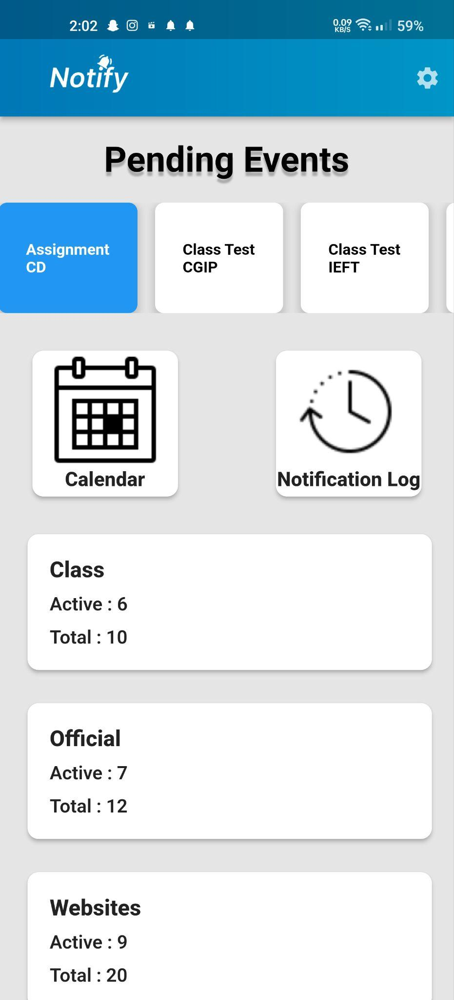 2:02 0.09 KB/S 59%
Notify
Pending Events
Assignment
CD
Class Test
CGIP
Class Test
IEFT
Calendar
Notification Log
Class
Active : 6
Total : 10
Official
Active : 7
Total : 12
Websites
Active : 9
Total : 20